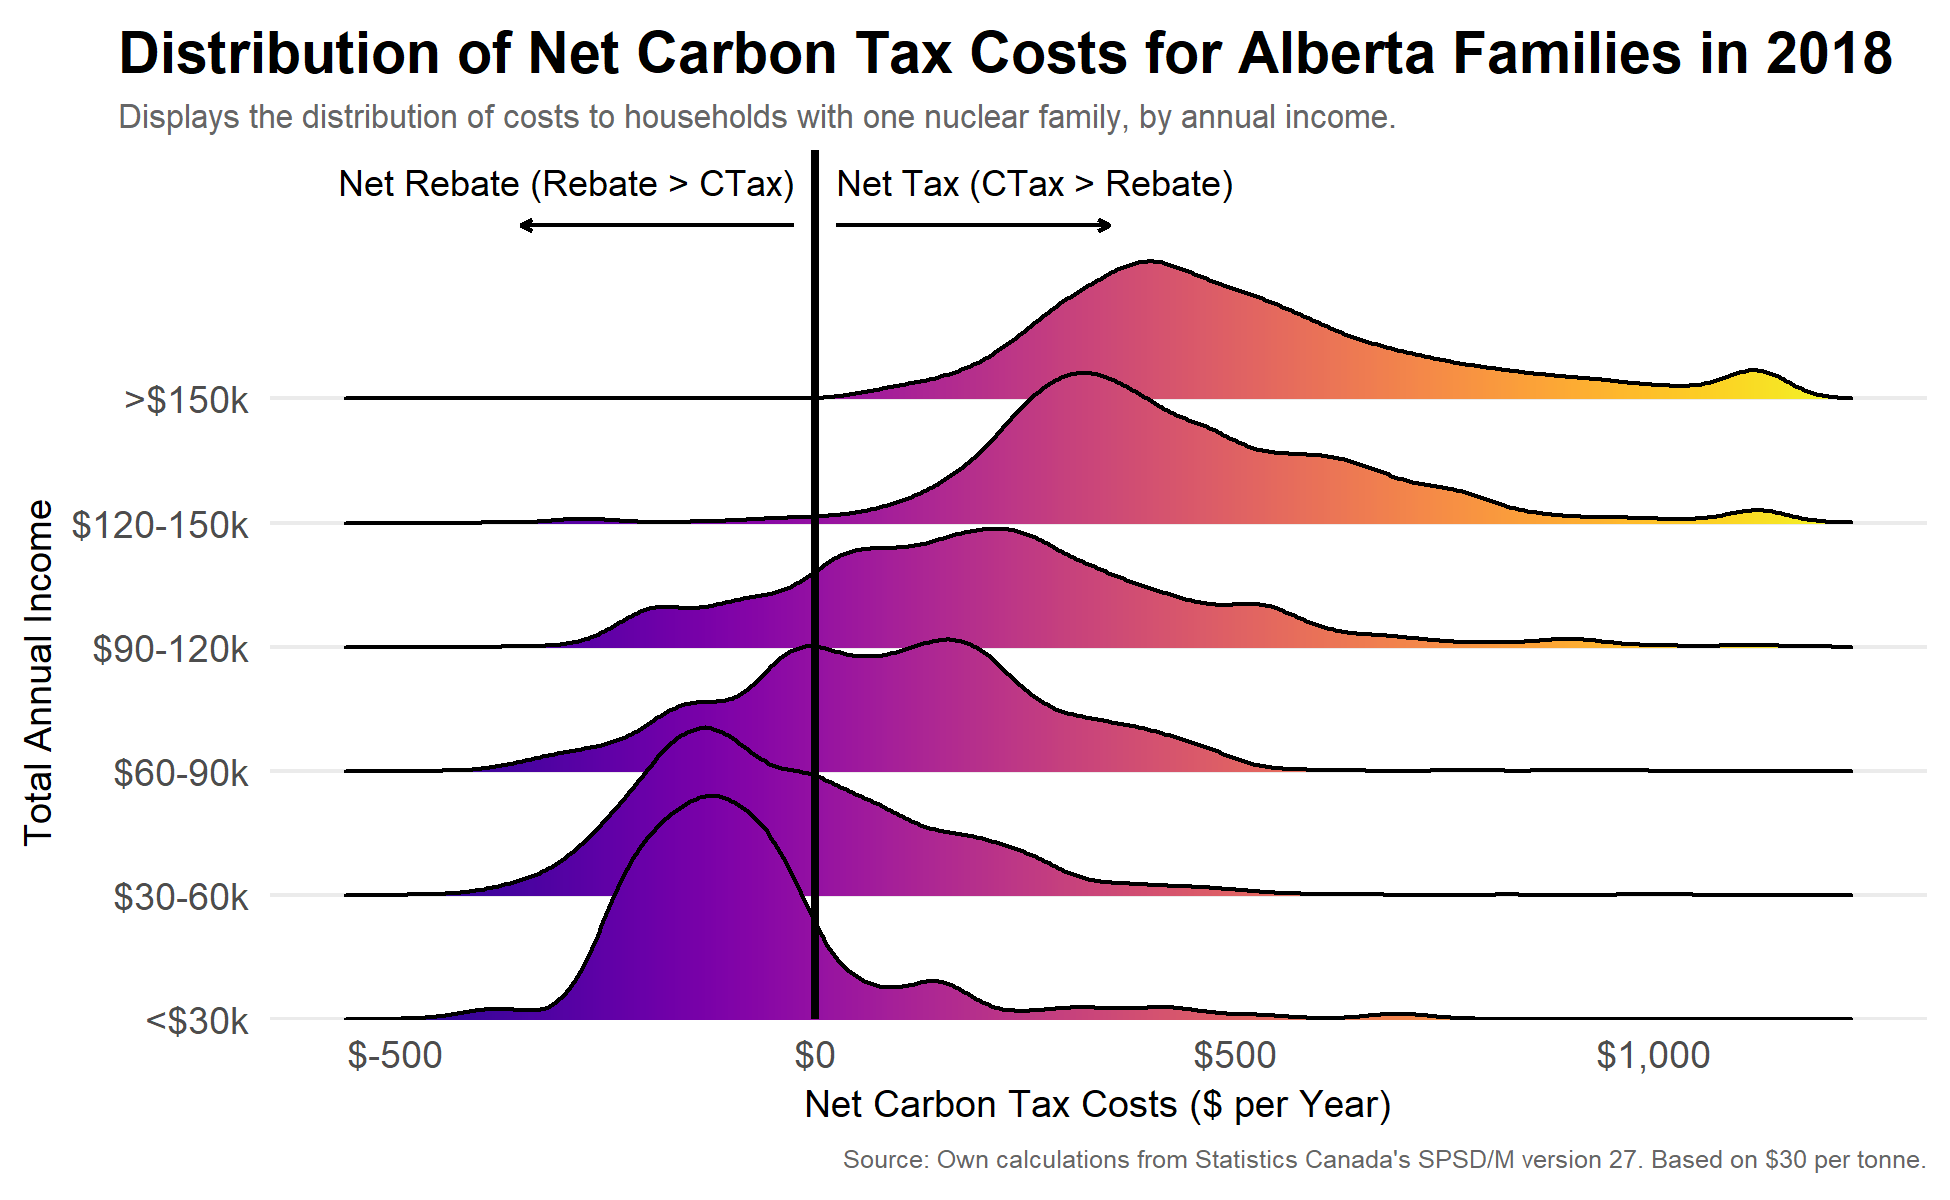 Distribution of Net Carbon Tax Costs for Alberta Families in 2018
Displays the distribution of costs to households with one nuclear family, by annual income.
Net Rebate (Rebate > CTax)
Net Tax (CTax > Rebate)
Total Annual Income
>$150k
$120-150k
$90-120k
$60-90k
$30-60k
<$30k
$-500
$0
$500
$1,000
Net Carbon Tax Costs ($ per Year)
Source: Own calculations from Statistics Canada's SPSD/M version 27. Based on $30 per tonne.